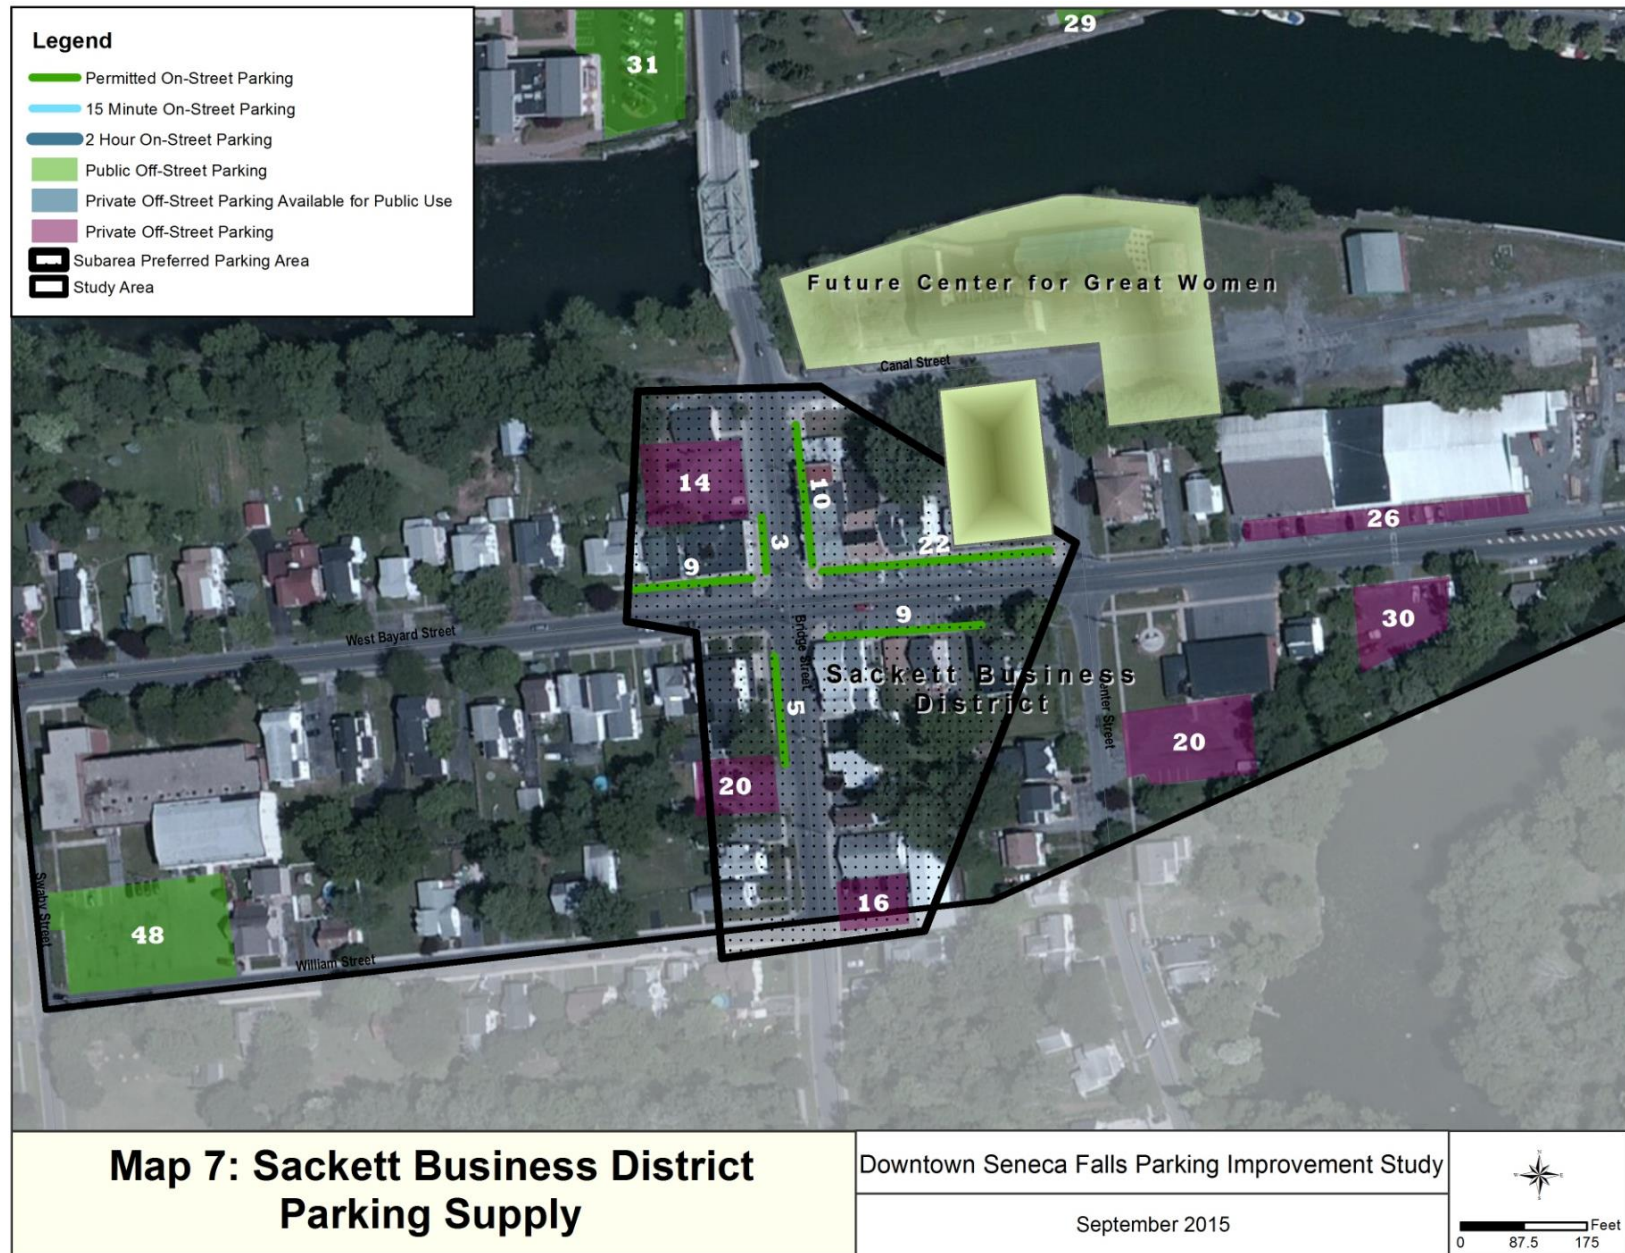 Legend
Permitted On-Street Parking
15 Minute On-Street Parking
2 Hour On-Street Parking
Public Off-Street Parking
Private Off-Street Parking Available for Public Use
Private Off-Street Parking
Subarea Preferred Parking Area
Study Area
29
31
Future Center for Great Women
Canal Street
14
10
3
22
26
9
9
30
West Bayard Street
Bridge Street
Sackett Business
District
5
enter Street
20
20
16
Swaby Street
48
William Street
Map 7: Sackett Business District
Parking Supply
Downtown Seneca Falls Parking Improvement Study
September 2015
N
W E
S
Feet
0 87.5 175